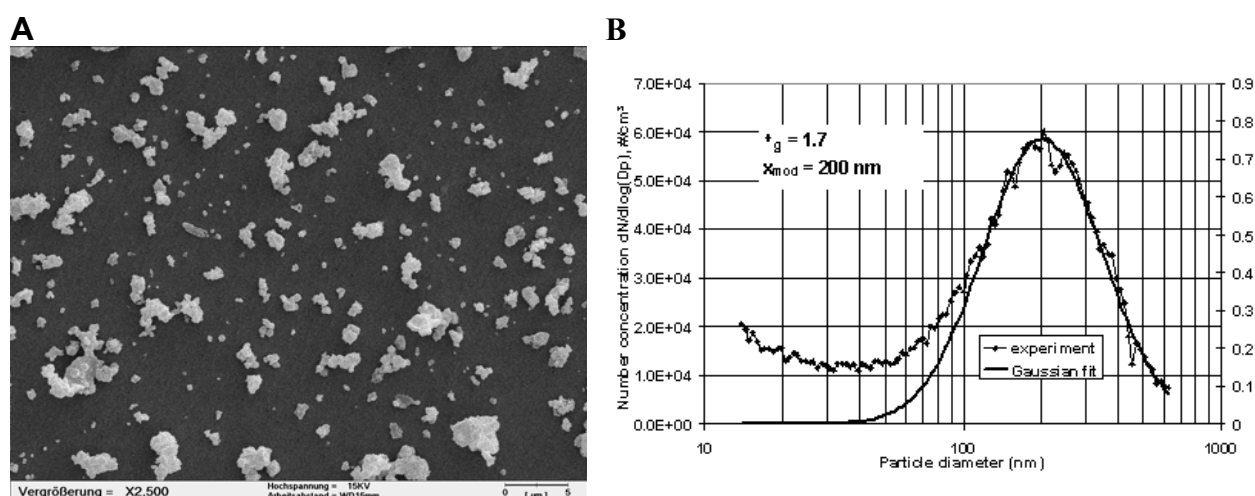 A
B
Vergrößerung = X2.500
Hochspannung = 15KV
Arbeitsabstand = WD15mm
0 [µm] 5
Number concentration dN/dlog(Dp), #/cm³
7.0E+04
6.0E+04
5.0E+04
4.0E+04
3.0E+04
2.0E+04
1.0E+04
0.0E+00
g = 1.7
xmod = 200 nm
experiment
Gaussian fit
0.9
0.8
0.7
0.6
0.5
0.4
0.3
0.2
0.1
0
10
100
1000
Particle diameter (nm)